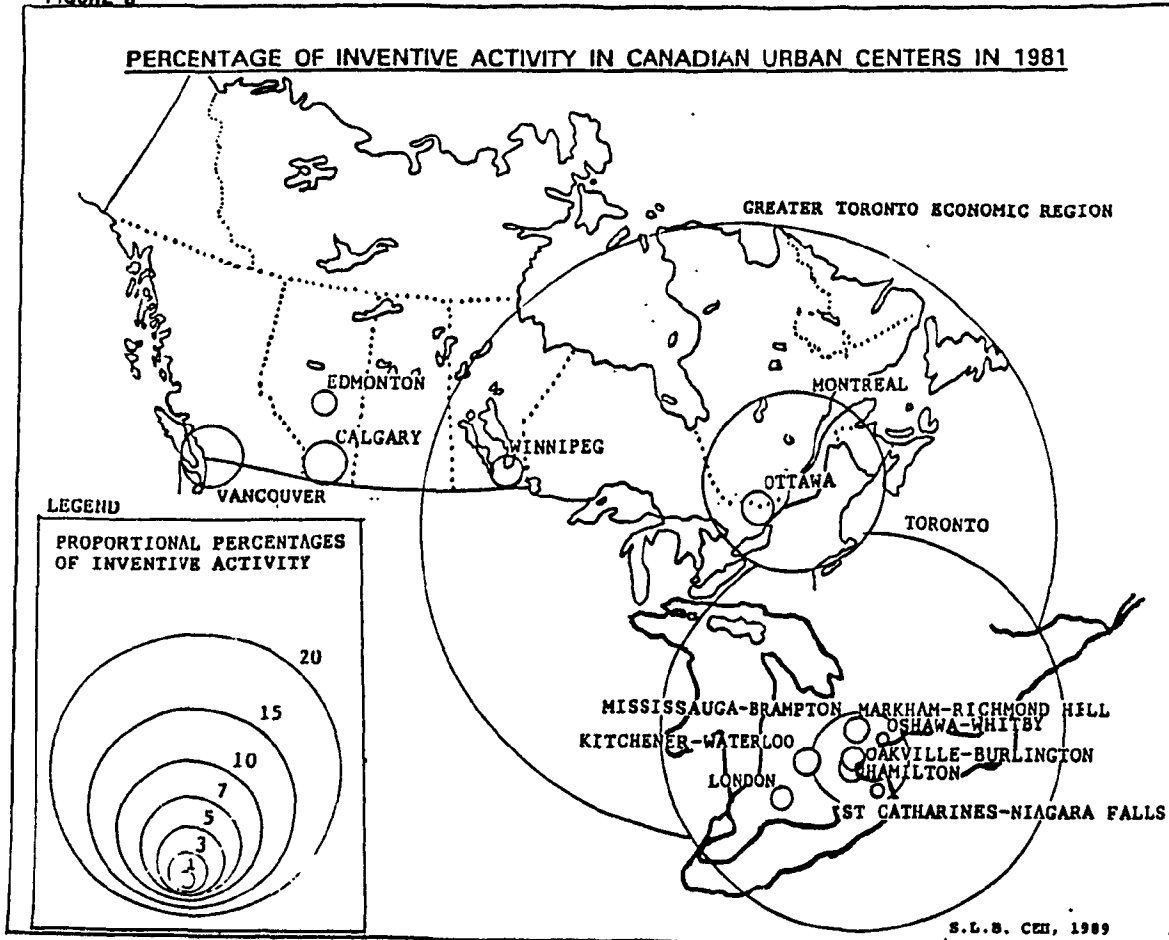 FIGURE
PERCENTAGE OF INVENTIVE ACTIVITY IN CANADIAN URBAN CENTERS IN 1981
GREATER TORONTO ECONOMIC REGION
EDMONTON
MONTREAL
CALGARY
WINNIPEG
OTTAWA
VANCOUVER
TORONTO
LEGEND
PROPORTIONAL PERCENTAGES
OF INVENTIVE ACTIVITY
20
15
10
7
5
3
1
MISSISSAUGA-BRAMPTON MARKHAM-RICHMOND HILL
OSHAWA-WHITBY
KITCHENER-WATERLOO
OAKVILLE-BURLINGTON
HAMILTON
LONDON
ST CATHARINES-NIAGARA FALLS
S.L.B. 1989